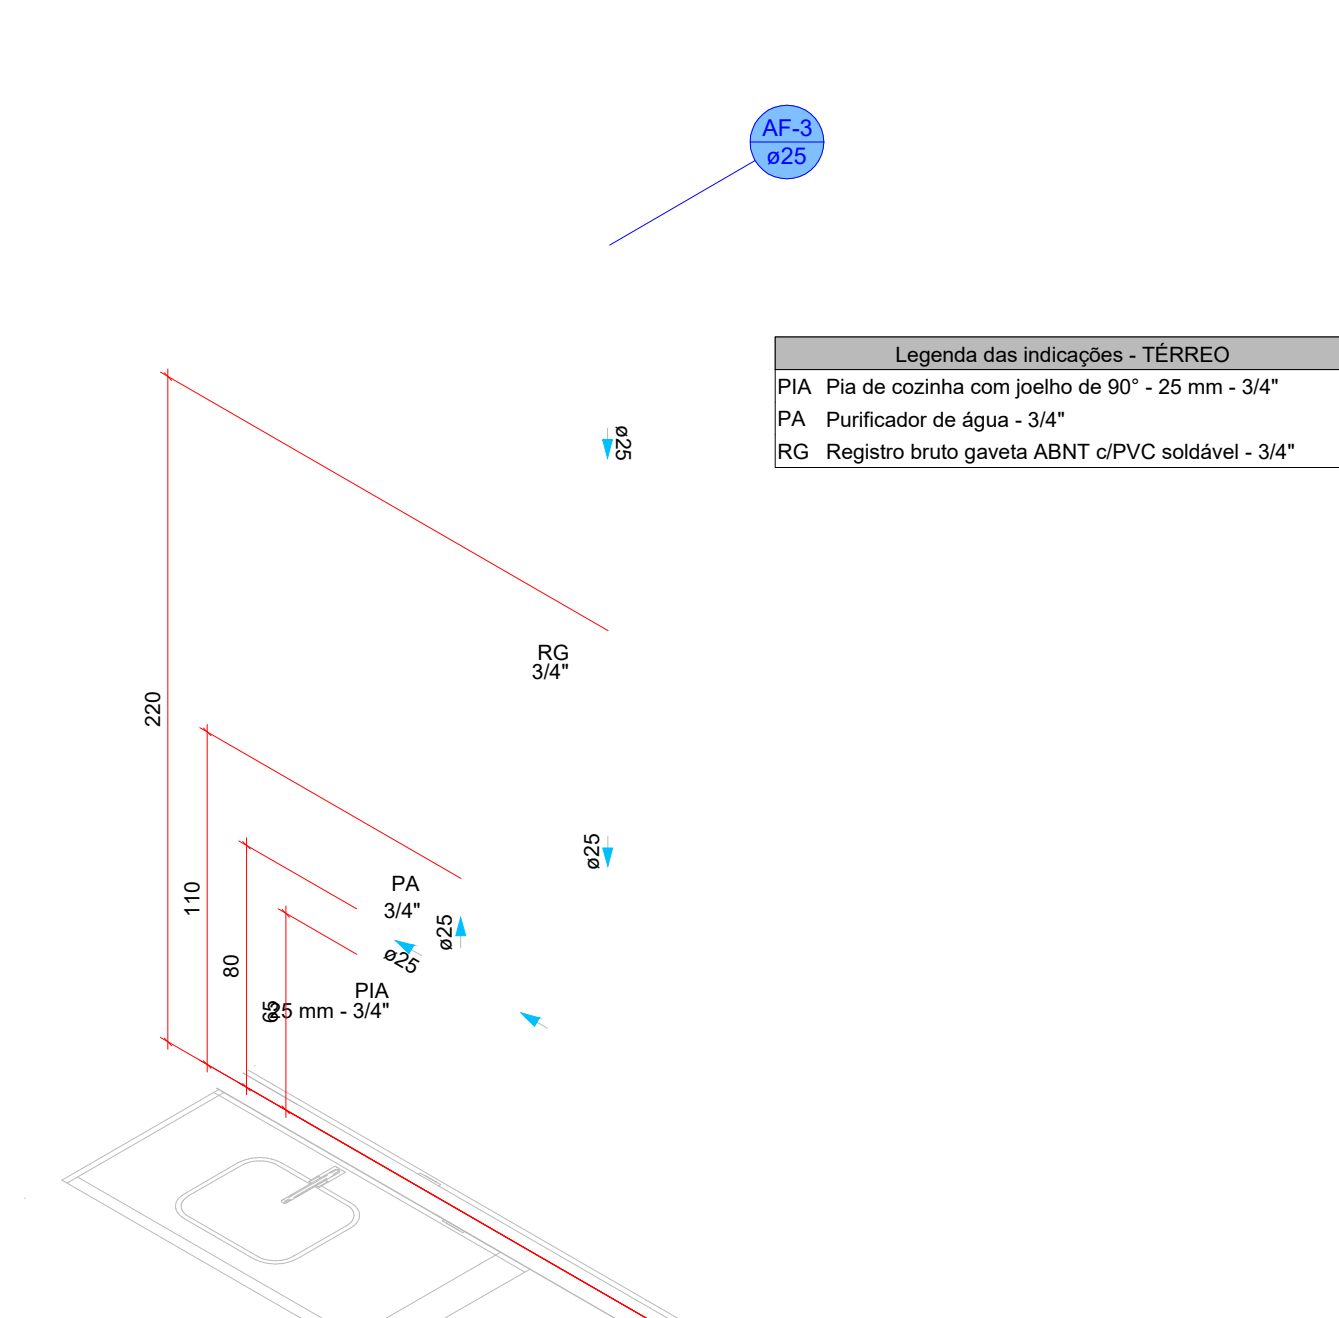 AF-3
ø25
Legenda das indicações - TÉRREO
PIA Pia de cozinha com joelho de 90° - 25 mm - 3/4"
PA Purificador de água - 3/4"
RG Registro bruto gaveta ABNT c/PVC soldável - 3/4"
ø25
RG
3/4"
220
ø25
110
PA
3/4"
ø25
ø25
80
PIA
25 mm - 3/4"
65